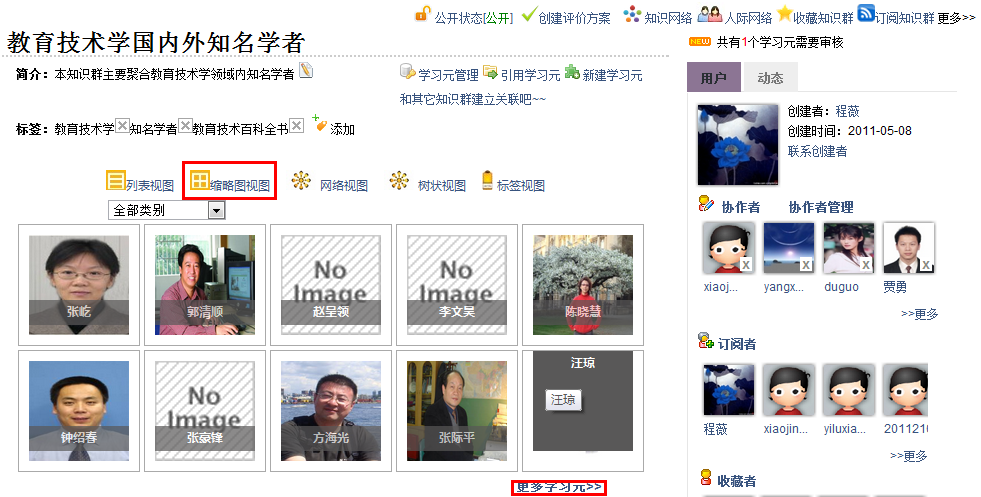 公开状态[公开] 创建评价方案 知识网络 人际网络 收藏知识群 订阅知识群 更多>>
教育技术学国内外知名学者
NEW 共有1个学习元需要审核
简介：本知识群主要聚合教育技术学领域内知名学者
学习元管理 引用学习元 新建学习元
和其它知识群建立关联吧~~
标签：教育技术学 知名学者 教育技术百科全书 添加
列表视图 缩略图视图 网络视图 树状视图 标签视图
全部类别
张屹 郭清顺 No Image 赵呈领 No Image 李文昊 陈晓慧
钟绍春 No Image 张豪锋 方海光 张际平 汪琼
汪琼
更多学习元>>
用户 动态
创建者：程薇
创建时间：2011-05-08
联系创建者
协作者 协作者管理
X X X X
xiaoj... yangx... duguo 贾勇
>>更多
订阅者
程薇 xiaojin... yiluxia...
>>更多
收藏者